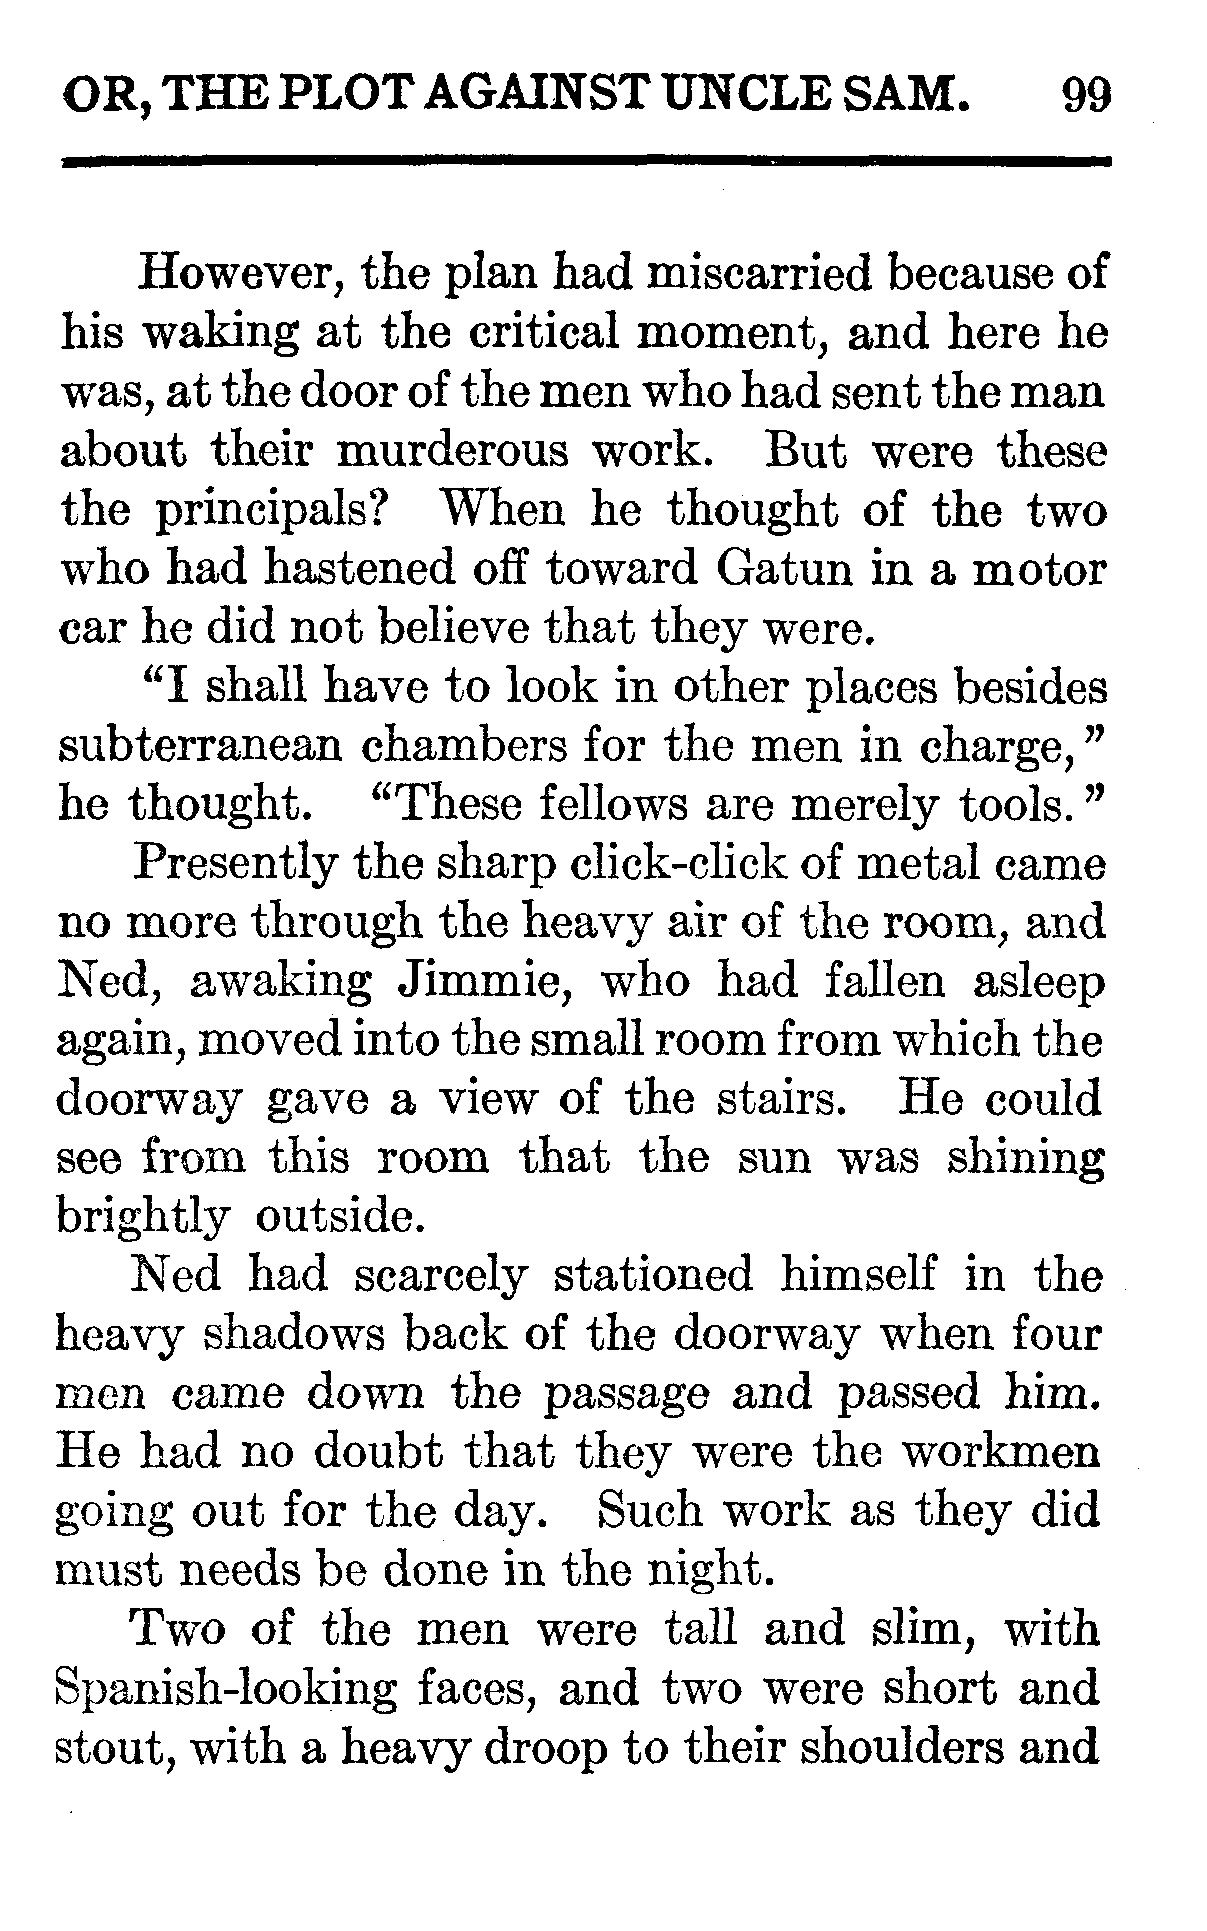 OR, THE PLOT AGAINST UNCLE SAM. 99
However, the plan had miscarried because of
his waking at the critical moment, and here he
was, at the door of the men who had sent the man
about their murderous work. But were these
the principals? When he thought of the two
who had hastened off toward Gatun in a motor
car he did not believe that they were.
“I shall have to look in other places besides
subterranean chambers for the men in charge,”
he thought. “These fellows are merely tools.”
Presently the sharp click-click of metal came
no more through the heavy air of the room, and
Ned, awaking Jimmie, who had fallen asleep
again, moved into the small room from which the
doorway gave a view of the stairs. He could
see from this room that the sun was shining
brightly outside.
Ned had scarcely stationed himself in the
heavy shadows back of the doorway when four
men came down the passage and passed him.
He had no doubt that they were the workmen
going out for the day. Such work as they did
must needs be done in the night.
Two of the men were tall and slim, with
Spanish-looking faces, and two were short and
stout, with a heavy droop to their shoulders and